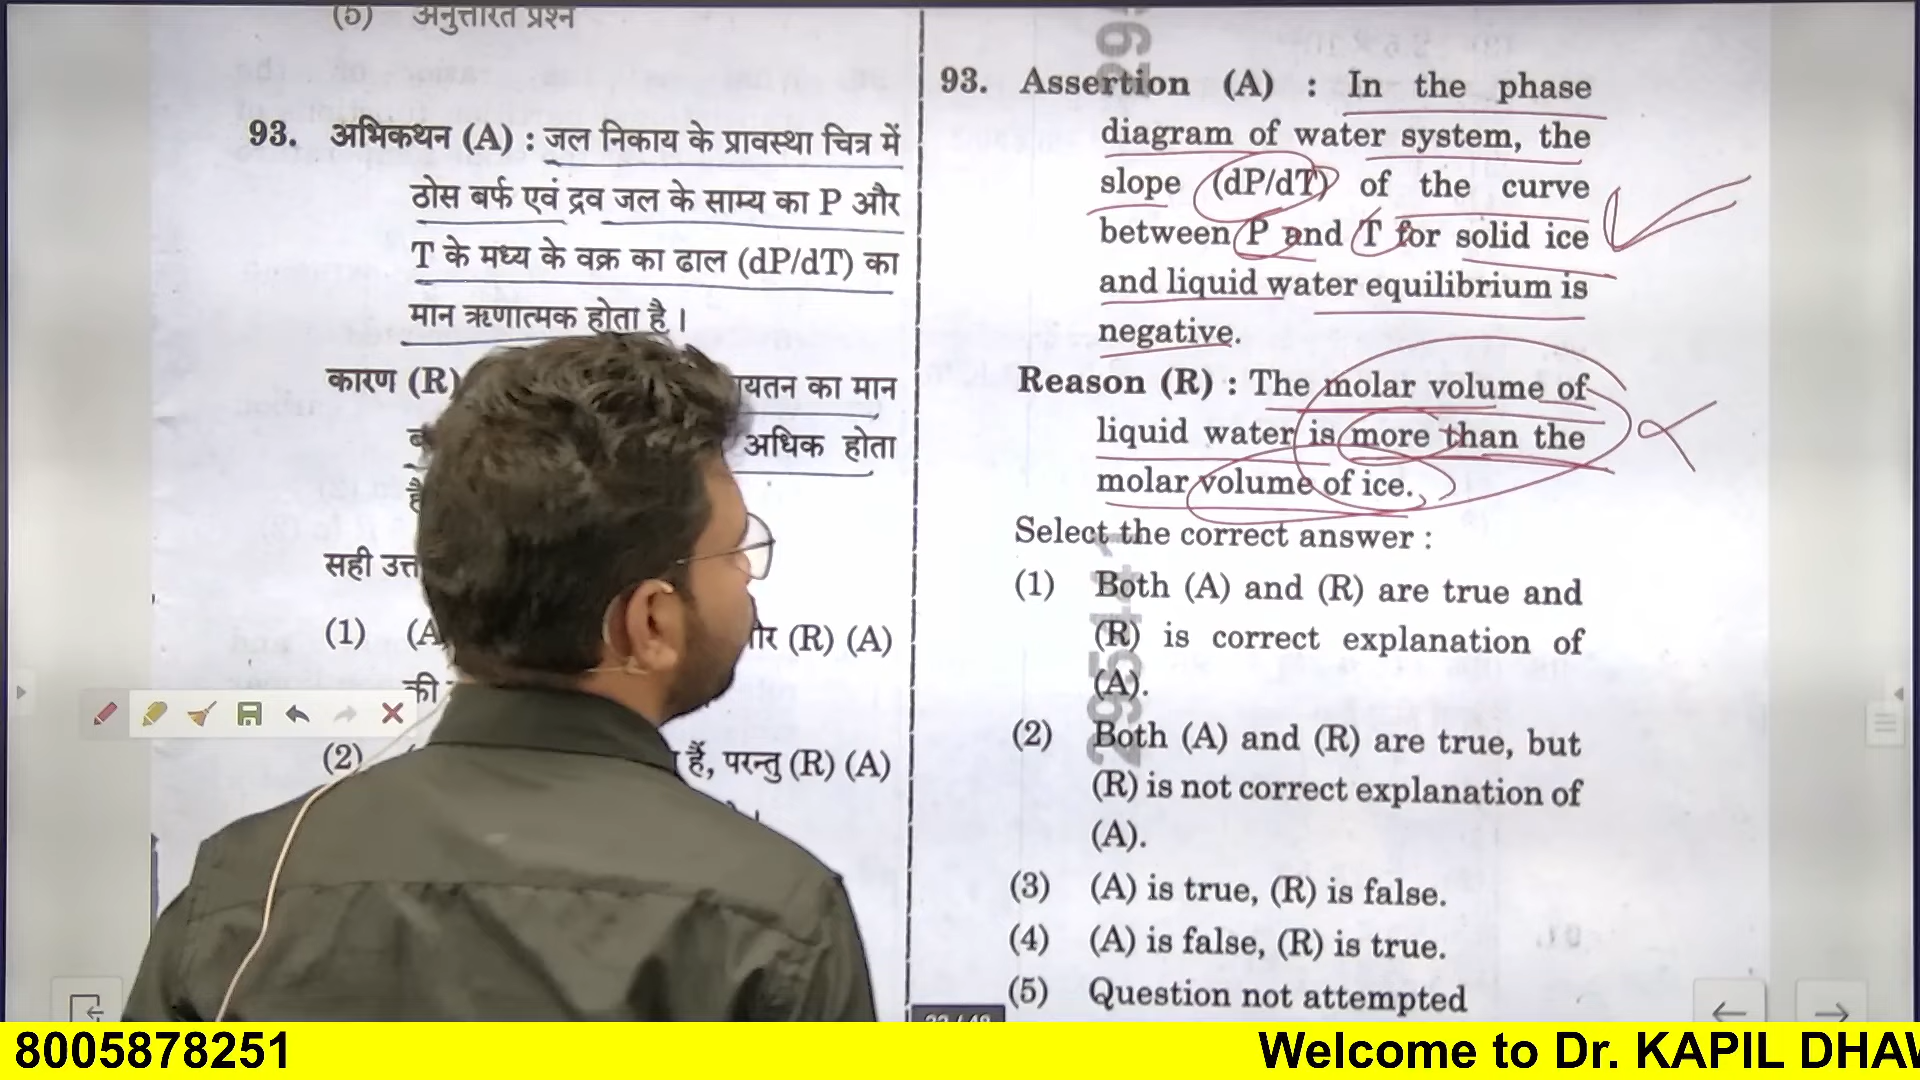 (5) अनुत्तरित प्रश्न
93. अभिकथन (A) : जल निकाय के प्रावस्था चित्र में
ठोस बर्फ एवं द्रव जल के साम्य का P और
T के मध्य के वक्र का ढाल (dP/dT) का
मान ऋणात्मक होता है ।
कारण (R)
का मान
अधिक होता
है
सही
(1) (A
और (R) (A)
की
(2)
हैं, परन्तु (R) (A)
93. Assertion (A) : In the phase
diagram of water system, the
slope (dP/dT) of the curve
between P and T for solid ice
and liquid water equilibrium is
negative.
Reason (R) : The molar volume of
liquid water is more than the
molar volume of ice.
Select the correct answer :
(1) Both (A) and (R) are true and
(R) is correct explanation of
(A).
(2) Both (A) and (R) are true, but
(R) is not correct explanation of
(A).
(3) (A) is true, (R) is false.
(4) (A) is false, (R) is true.
(5) Question not attempted
8005878251
Welcome to Dr. KAPIL DHAW